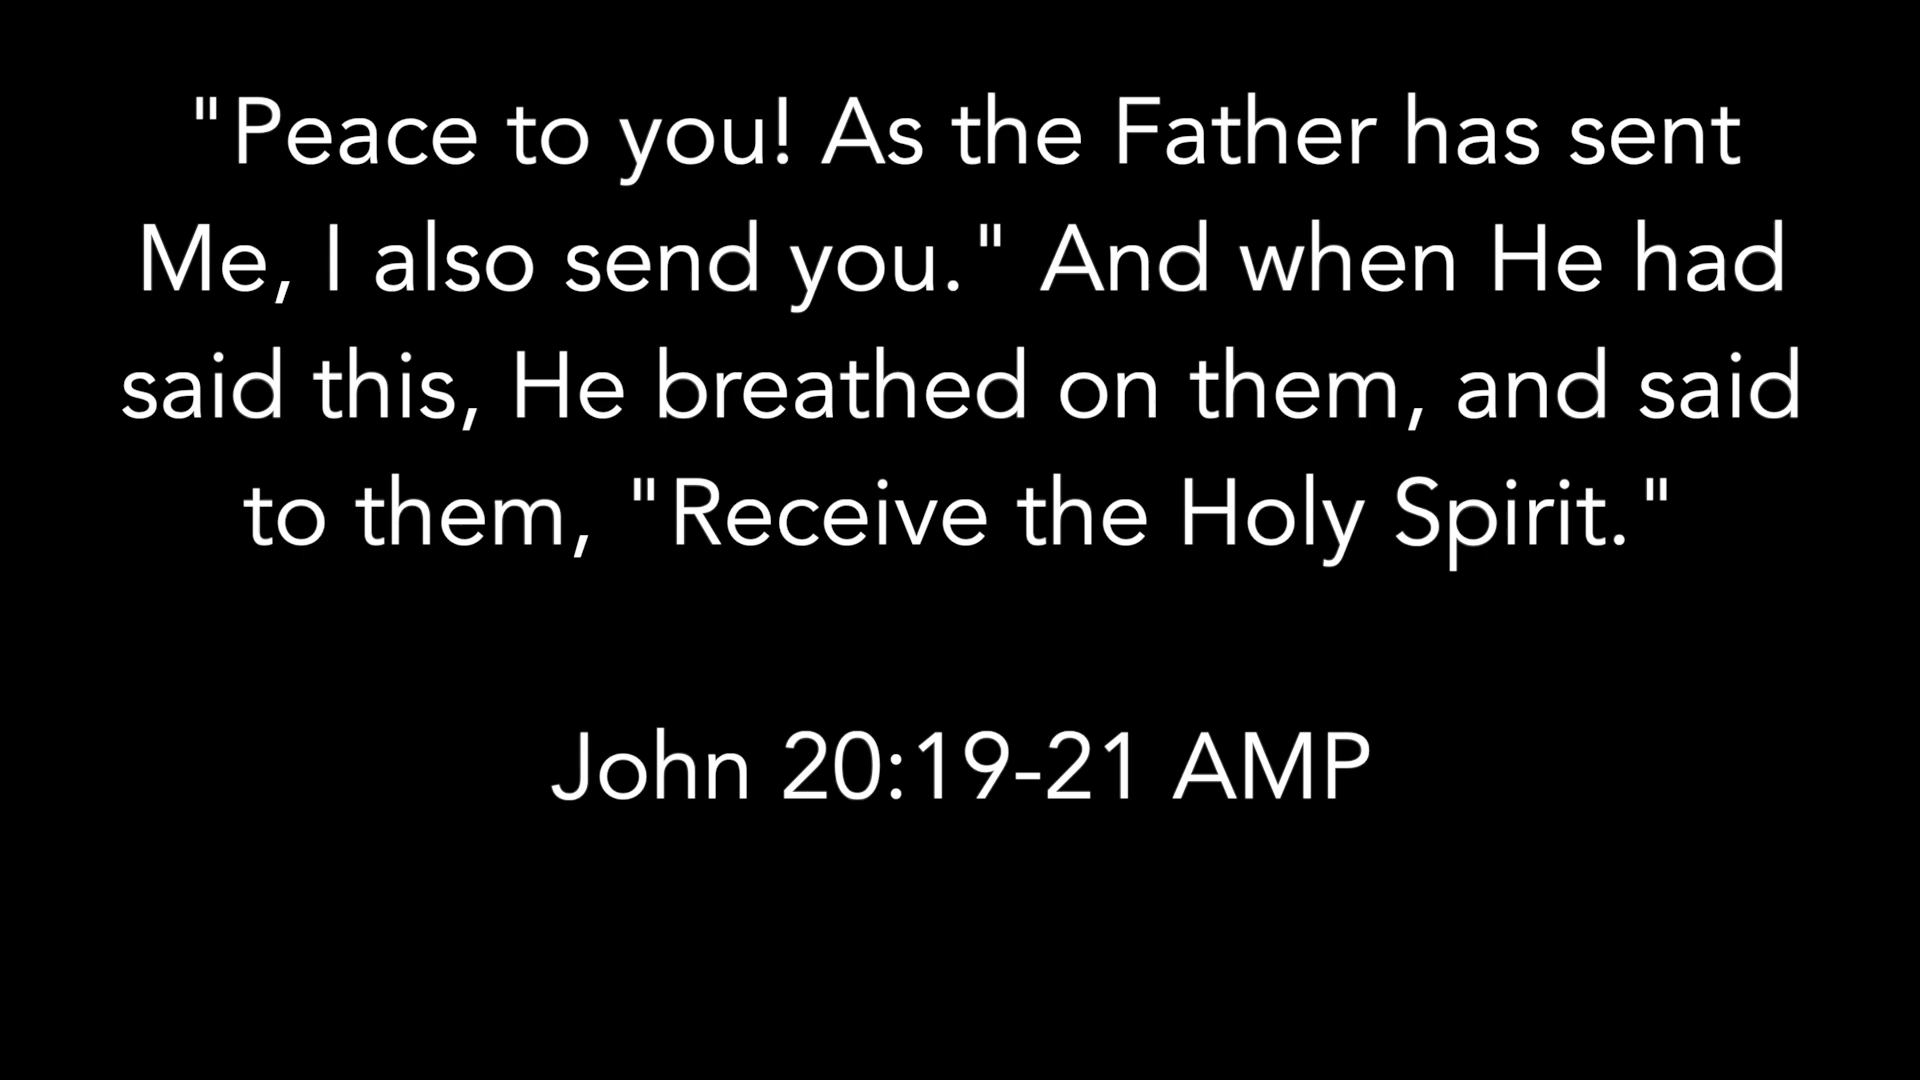 "Peace to you! As the Father has sent
Me, I also send you." And when He had
said this, He breathed on them, and said
to them, "Receive the Holy Spirit."
John 20:19-21 AMP